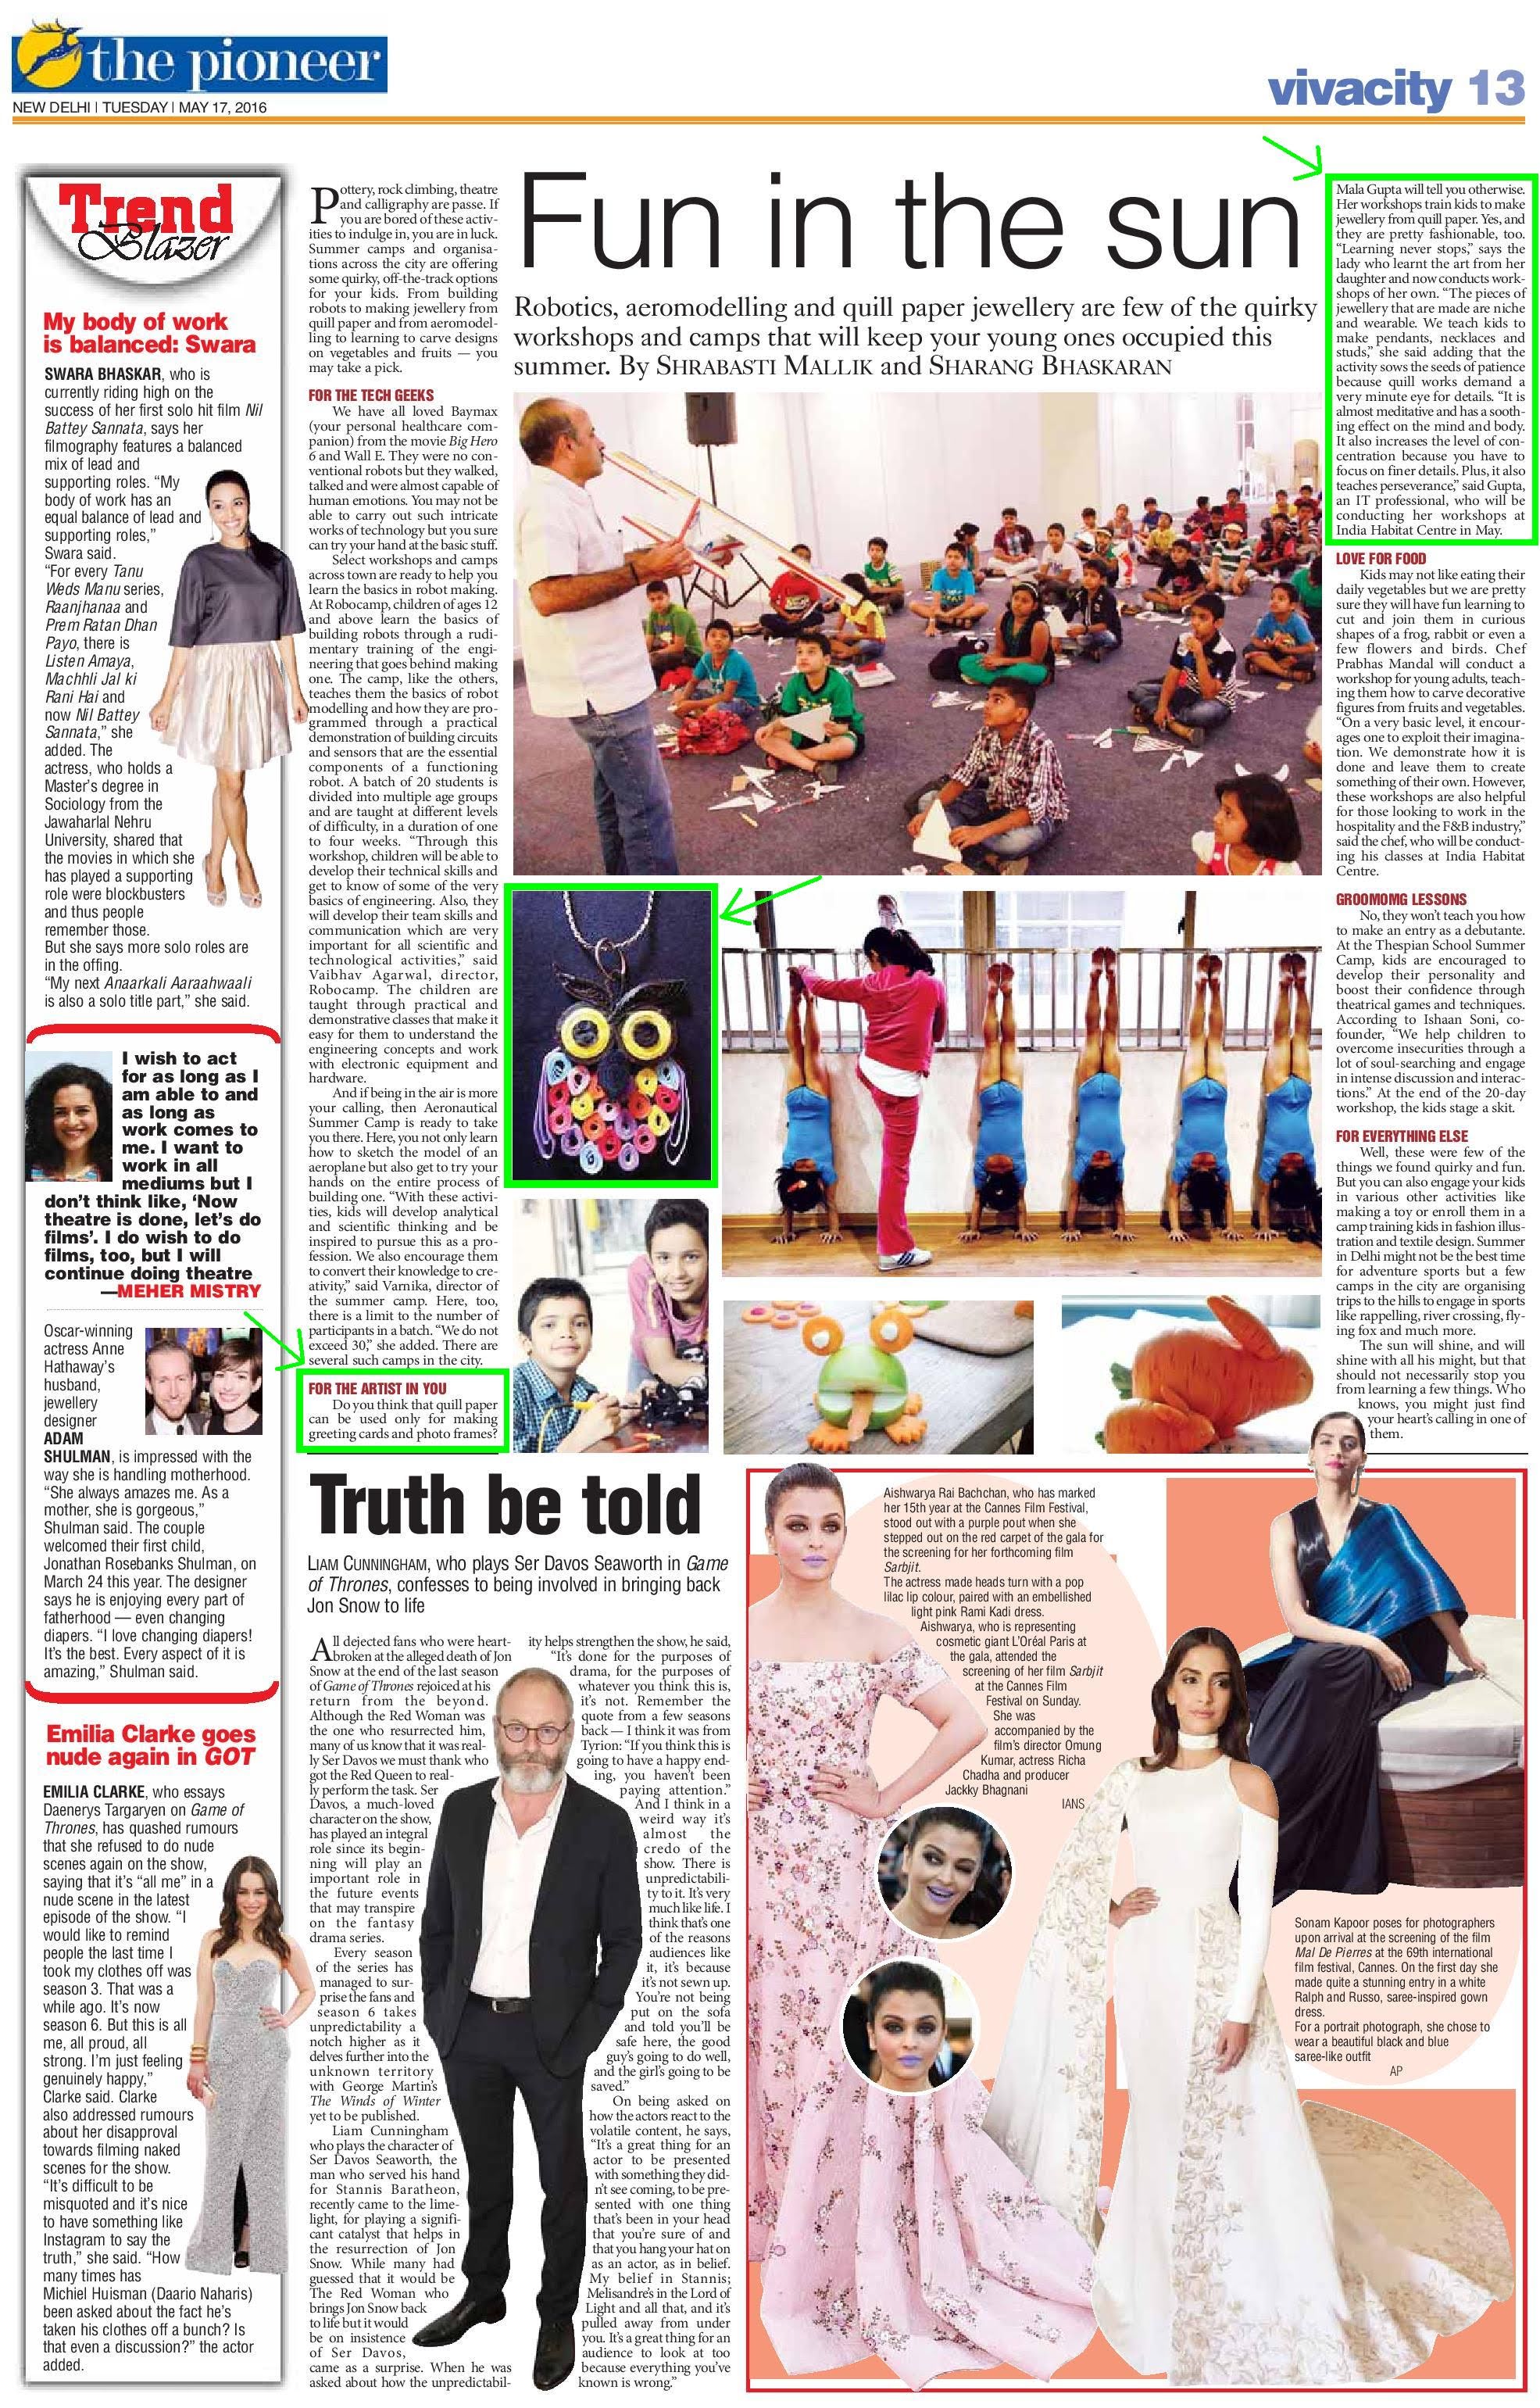 the pioneer
NEW DELHI | TUESDAY | MAY 17, 2016
vivacity 13
Trend
Blazer
My body of work
is balanced: Swara
SWARA BHASKAR, who is
currently riding high on the
success of her first solo hit film Nil
Battey Sannata, says her
filmography features a balanced
mix of lead and
supporting roles. “My
body of work has an
equal balance of lead and
supporting roles,”
Swara said.
“For every Tanu
Weds Manu series,
Raanjhanaa and
Prem Ratan Dhan
Payo, there is
Listen Amaya,
Machhli Jal ki
Rani Hai and
now Nil Battey
Sannata,” she
added. The
actress, who holds a
Master’s degree in
Sociology from the
Jawaharlal Nehru
University, shared that
the movies in which she
has played a supporting
role were blockbusters
and thus people
remember those.
But she says more solo roles are
in the offing.
“My next Anaarkali Aaraahwaali
is also a solo title part,” she said.
I wish to act
for as long as I
am able to and
as long as
work comes to
me. I want to
work in all
mediums but I
don’t think like, ‘Now
theatre is done, let’s do
films’. I do wish to do
films, too, but I will
continue doing theatre
—MEHER MISTRY
Oscar-winning
actress Anne
Hathaway’s
husband,
jewellery
designer
ADAM
SHULMAN, is impressed with the
way she is handling motherhood.
“She always amazes me. As a
mother, she is gorgeous,”
Shulman said. The couple
welcomed their first child,
Jonathan Rosebanks Shulman, on
March 24 this year. The designer
says he is enjoying every part of
fatherhood — even changing
diapers. “I love changing diapers!
It’s the best. Every aspect of it is
amazing,” Shulman said.
Emilia Clarke goes
nude again in GOT
EMILIA CLARKE, who essays
Daenerys Targaryen on Game of
Thrones, has quashed rumours
that she refused to do nude
scenes again on the show,
saying that it’s “all me” in a
nude scene in the latest
episode of the show. “I
would like to remind
people the last time I
took my clothes off was
season 3. That was a
while ago. It’s now
season 6. But this is all
me, all proud, all
strong. I’m just feeling
genuinely happy,”
Clarke said. Clarke
also addressed rumours
about her disapproval
towards filming naked
scenes for the show.
“It’s difficult to be
misquoted and it’s nice
to have something like
Instagram to say the
truth,” she said. “How
many times has
Michiel Huisman (Daario Naharis)
been asked about the fact he’s
taken his clothes off a bunch? Is
that even a discussion?” the actor
added.
Fun in the sun
Robotics, aeromodelling and quill paper jewellery are few of the quirky
workshops and camps that will keep your young ones occupied this
summer. By SHRABASTI MALLIK and SHARANG BHASKARAN
Pottery, rock climbing, theatre
and calligraphy are passe. If
you are bored of these activ-
ities to indulge in, you are in luck.
Summer camps and organisa-
tions across the city are offering
some quirky, off-the-track options
for your kids. From building
robots to making jewellery from
quill paper and from aeromodel-
ling to learning to carve designs
on vegetables and fruits — you
may take a pick.
FOR THE TECH GEEKS
We have all loved Baymax
(your personal healthcare com-
panion) from the movie Big Hero
6 and Wall E. They were no con-
ventional robots but they walked,
talked and were almost capable of
human emotions. You may not be
able to carry out such intricate
works of technology but you sure
can try your hand at the basic stuff.
Select workshops and camps
across town are ready to help you
learn the basics in robot making.
At Robocamp, children of ages 12
and above learn the basics of
building robots through a rudi-
mentary training of the engi-
neering that goes behind making
one. The camp, like the others,
teaches them the basics of robot
modelling and how they are pro-
grammed through a practical
demonstration of building circuits
and sensors that are the essential
components of a functioning
robot. A batch of 20 students is
divided into multiple age groups
and are taught at different levels
of difficulty, in a duration of one
to four weeks. “Through this
workshop, children will be able to
develop their technical skills and
get to know of some of the very
basics of engineering. Also, they
will develop their team skills and
communication which are very
important for all scientific and
technological activities,” said
Vaibhav Agarwal, director,
Robocamp. The children are
taught through practical and
demonstrative classes that make it
easy for them to understand the
engineering concepts and work
with electronic equipment and
hardware.
And if being in the air is more
your calling, then Aeronautical
Summer Camp is ready to take
you there. Here, you not only learn
how to sketch the model of an
aeroplane but also get to try your
hands on the entire process of
building one. “With these activi-
ties, kids will develop analytical
and scientific thinking and be
inspired to pursue this as a pro-
fession. We also encourage them
to convert their knowledge to cre-
ativity,” said Varnika, director of
the summer camp. Here, too,
there is a limit to the number of
participants in a batch. “We do not
exceed 30,” she added. There are
several such camps in the city.
FOR THE ARTIST IN YOU
Do you think that quill paper
can be used only for making
greeting cards and photo frames?
Mala Gupta will tell you otherwise.
Her workshops train kids to make
jewellery from quill paper. Yes, and
they are pretty fashionable, too.
“Learning never stops,” says the
lady who learnt the art from her
daughter and now conducts work-
shops of her own. “The pieces of
jewellery that are made are niche
and wearable. We teach kids to
make pendants, necklaces and
studs,” she said adding that the
activity sows the seeds of patience
because quill works demand a
very minute eye for details. “It is
almost meditative and has a sooth-
ing effect on the mind and body.
It also increases the level of con-
centration because you have to
focus on finer details. Plus, it also
teaches perseverance,” said Gupta,
an IT professional, who will be
conducting her workshops at
India Habitat Centre in May.
LOVE FOR FOOD
Kids may not like eating their
daily vegetables but we are pretty
sure they will have fun learning to
cut and join them in curious
shapes of a frog, rabbit or even a
few flowers and birds. Chef
Prabhas Mandal will conduct a
workshop for young adults, teach-
ing them how to carve decorative
figures from fruits and vegetables.
“On a very basic level, it encour-
ages one to exploit their imagina-
tion. We demonstrate how it is
done and leave them to create
something of their own. However,
these workshops are also helpful
for those looking to work in the
hospitality and the F&B industry,”
said the chef, who will be conduct-
ing his classes at India Habitat
Centre.
GROOMOMG LESSONS
No, they won’t teach you how
to make an entry as a debutante.
At the Thespian School Summer
Camp, kids are encouraged to
develop their personality and
boost their confidence through
theatrical games and techniques.
According to Ishaan Soni, co-
founder, “We help children to
overcome insecurities through a
lot of soul-searching and engage
in intense discussion and interac-
tions.” At the end of the 20-day
workshop, the kids stage a skit.
FOR EVERYTHING ELSE
Well, these were few of the
things we found quirky and fun.
But you can also engage your kids
in various other activities like
making a toy or enroll them in a
camp training kids in fashion illus-
tration and textile design. Summer
in Delhi might not be the best time
for adventure sports but a few
camps in the city are organising
trips to the hills to engage in sports
like rappelling, river crossing, fly-
ing fox and much more.
The sun will shine, and will
shine with all his might, but that
should not necessarily stop you
from learning a few things. Who
knows, you might just find
your heart’s calling in one of
them.
Truth be told
LIAM CUNNINGHAM, who plays Ser Davos Seaworth in Game
of Thrones, confesses to being involved in bringing back
Jon Snow to life
All dejected fans who were heart-
broken at the alleged death of Jon
Snow at the end of the last season
of Game of Thrones rejoiced at his
return from the beyond.
Although the Red Woman was
the one who resurrected him,
many of us know that it was real-
ly Ser Davos we must thank who
got the Red Queen to real-
ly perform the task. Ser
Davos, a much-loved
character on the show,
has played an integral
role since its begin-
ning will play an
important role in
the future events
that may transpire
on the fantasy
drama series.
Every season
of the series has
managed to sur-
prise the fans and
season 6 takes
unpredictability a
notch higher as it
delves further into the
unknown territory
with George Martin’s
The Winds of Winter
yet to be published.
Liam Cunningham
who plays the character of
Ser Davos Seaworth, the
man who served his hand
for Stannis Baratheon,
recently came to the lime-
light, for playing a signifi-
cant catalyst that helps in
the resurrection of Jon
Snow. While many had
guessed that it would be
The Red Woman who
brings Jon Snow back
to life but it would
be on insistence
of Ser Davos,
came as a surprise. When he was
asked about how the unpredictabil-
ity helps strengthen the show, he said,
“It’s done for the purposes of
drama, for the purposes of
whatever you think this is,
it’s not. Remember the
quote from a few seasons
back — I think it was from
Tyrion: “If you think this is
going to have a happy end-
ing, you haven’t been
paying attention.”
And I think in a
weird way it’s
almost the
credo of the
show. There is
unpredictabili-
ty to it. It’s very
much like life. I
think that’s one
of the reasons
audiences like
it, it’s because
it’s not sewn up.
You’re not being
put on the sofa
and told you’ll be
safe here, the good
guy’s going to do well,
and the girl’s going to be
saved.”
On being asked on
how the actors react to the
volatile content, he says,
“It’s a great thing for an
actor to be presented
with something they did-
n’t see coming, to be pre-
sented with one thing
that’s been in your head
that you’re sure of and
that you hang your hat on
as an actor, as in belief.
My belief in Stannis;
Melisandre’s in the Lord of
Light and all that, and it’s
pulled away from under
you. It’s a great thing for an
audience to look at too
because everything you’ve
known is wrong.”
Aishwarya Rai Bachchan, who has marked
her 15th year at the Cannes Film Festival,
stood out with a purple pout when she
stepped out on the red carpet of the gala for
the screening for her forthcoming film
Sarbjit.
The actress made heads turn with a pop
lilac lip colour, paired with an embellished
light pink Rami Kadi dress.
Aishwarya, who is representing
cosmetic giant L’Oréal Paris at
the gala, attended the
screening of her film Sarbjit
at the Cannes Film
Festival on Sunday.
She was
accompanied by the
film’s director Omung
Kumar, actress Richa
Chadha and producer
Jackky Bhagnani
IANS
Sonam Kapoor poses for photographers
upon arrival at the screening of the film
Mal De Pierres at the 69th international
film festival, Cannes. On the first day she
made quite a stunning entry in a white
Ralph and Russo, saree-inspired gown
dress.
For a portrait photograph, she chose to
wear a beautiful black and blue
saree-like outfit
AP